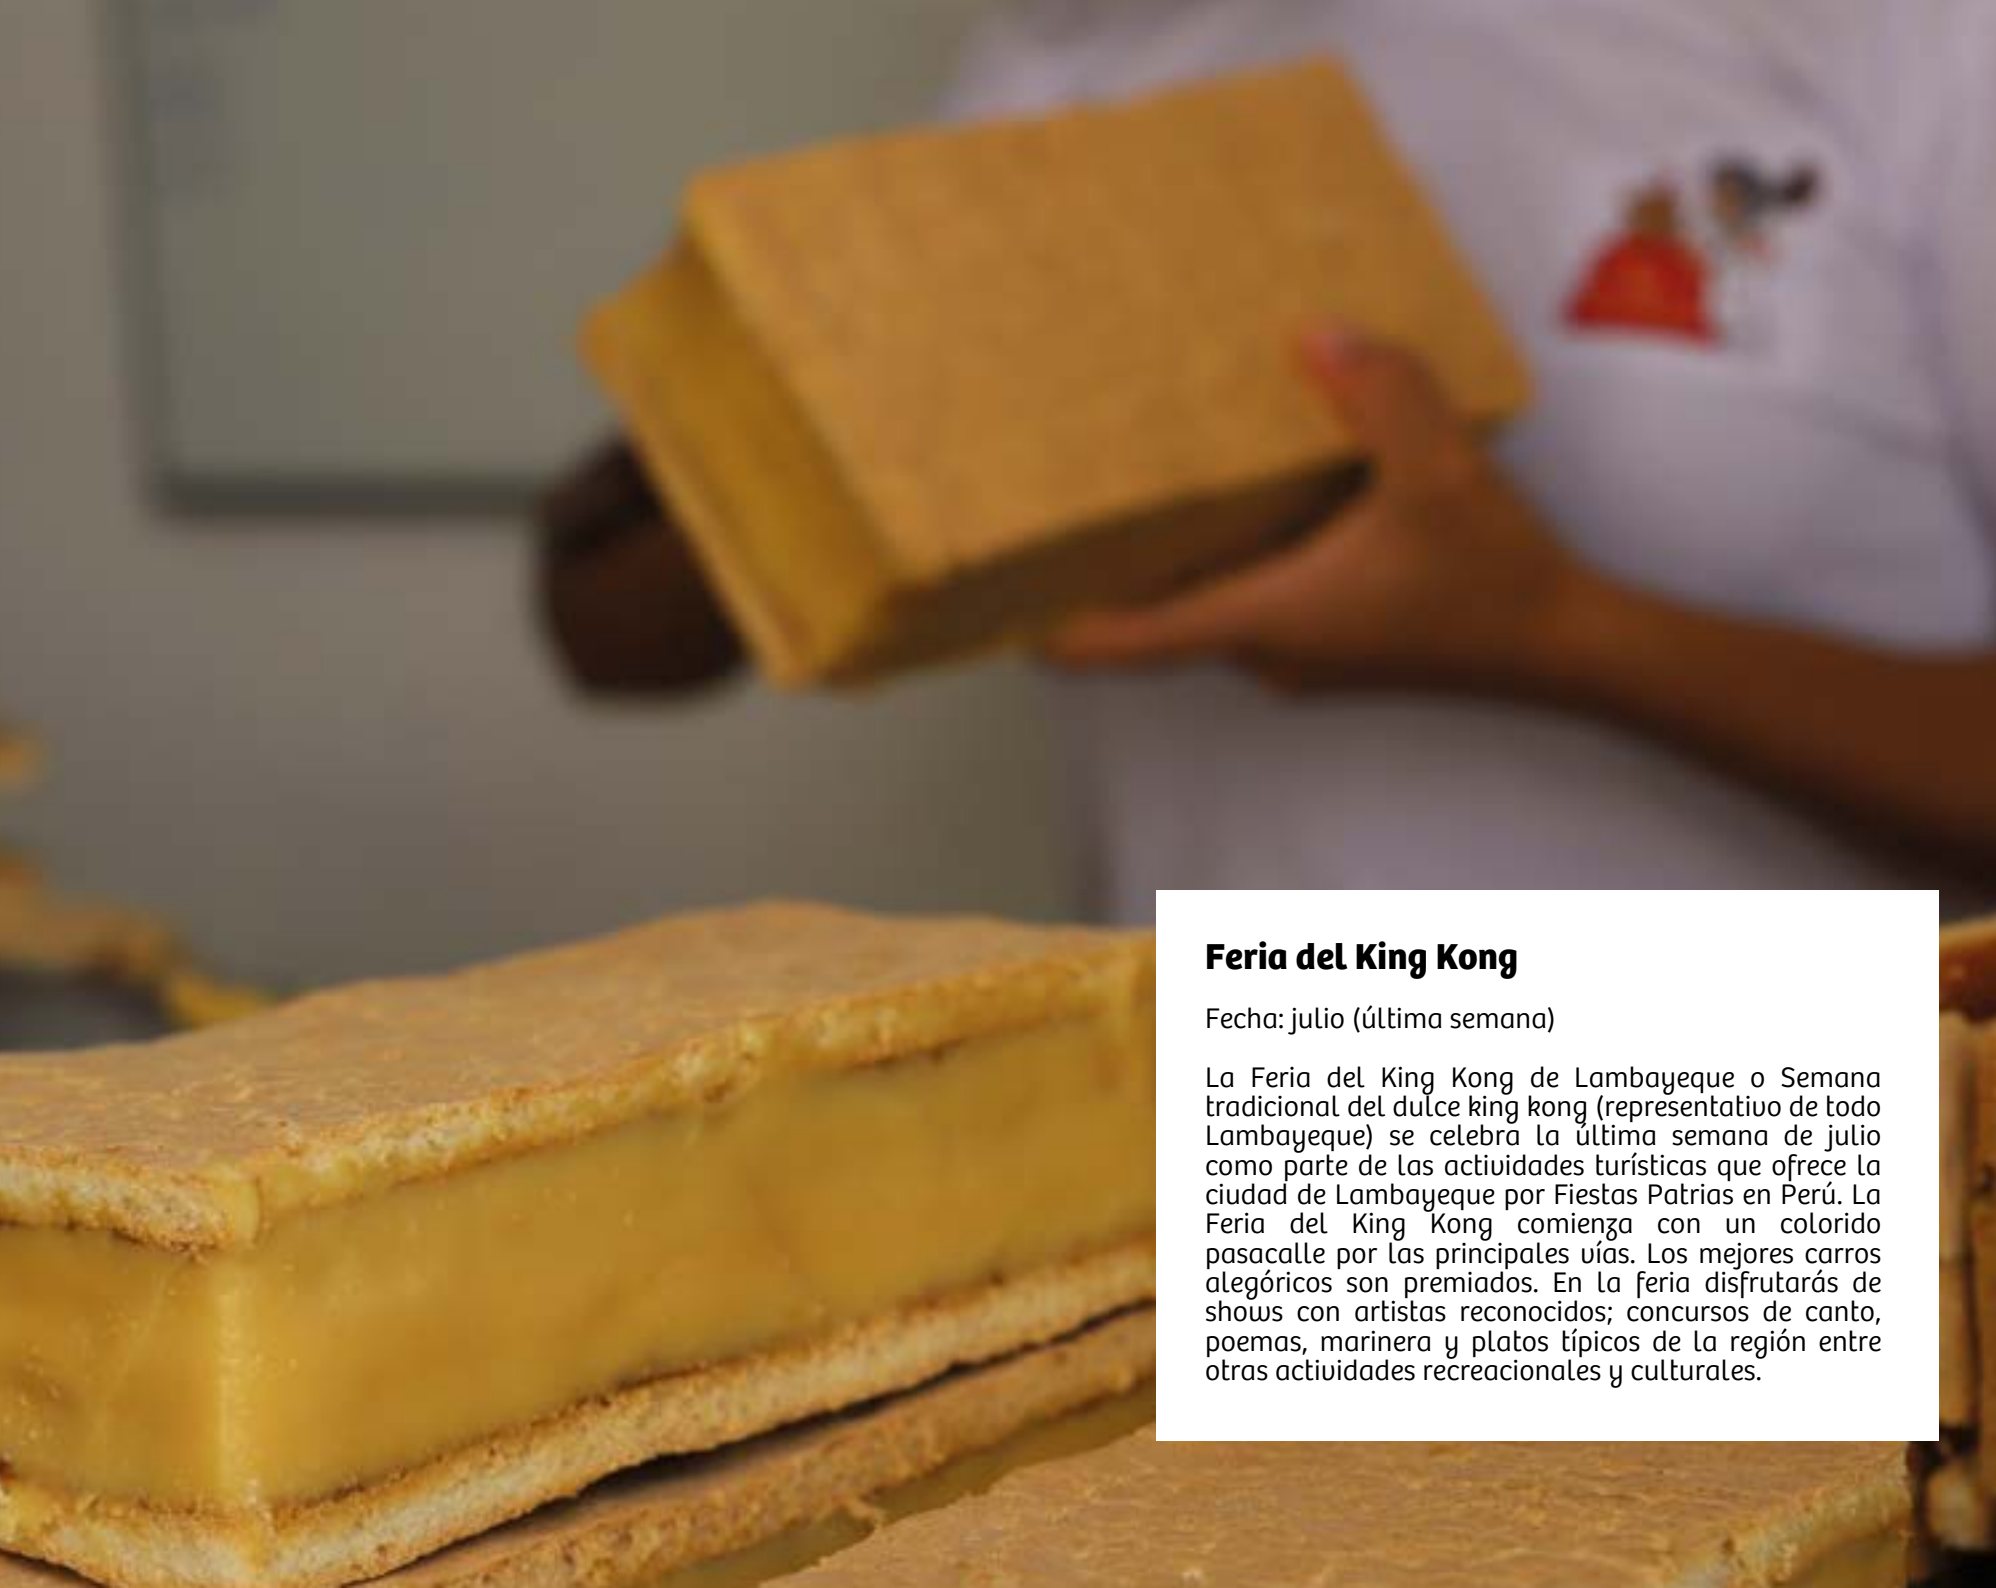 Feria del King Kong
Fecha: julio (última semana)
La Feria del King Kong de Lambayeque o Semana
tradicional del dulce king kong (representativo de todo
Lambayeque) se celebra la última semana de julio
como parte de las actividades turísticas que ofrece la
ciudad de Lambayeque por Fiestas Patrias en Perú. La
Feria del King Kong comienza con un colorido
pasacalle por las principales vías. Los mejores carros
alegóricos son premiados. En la feria disfrutarás de
shows con artistas reconocidos; concursos de canto,
poemas, marinera y platos típicos de la región entre
otras actividades recreacionales y culturales.